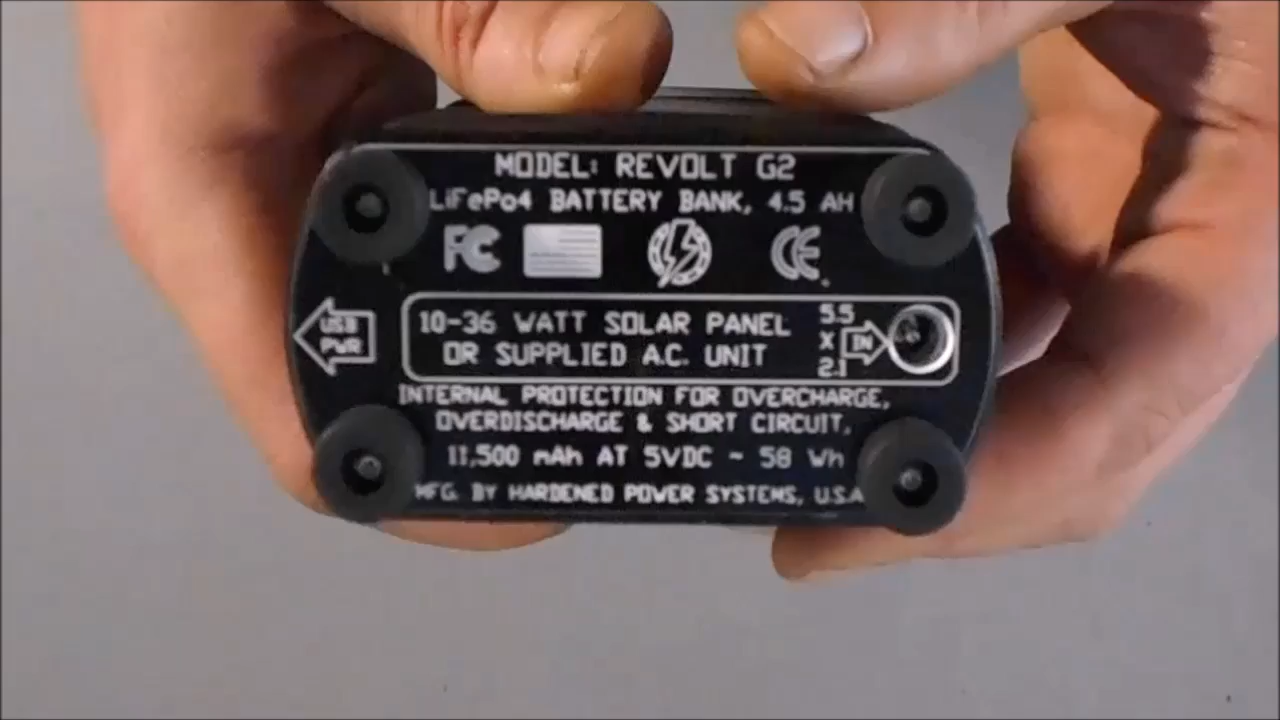 MODEL: REVOLT G2
LiFePo4 BATTERY BANK, 4.5 AH
FC CE
USB
PWR
10-36 WATT SOLAR PANEL
OR SUPPLIED A.C. UNIT
5.5
X
2.1
IN
INTERNAL PROTECTION FOR OVERCHARGE,
OVERDISCHARGE & SHORT CIRCUIT.
11,500 mAh AT 5VDC ~ 58 Wh
MFG. BY HARDENED POWER SYSTEMS, U.S.A